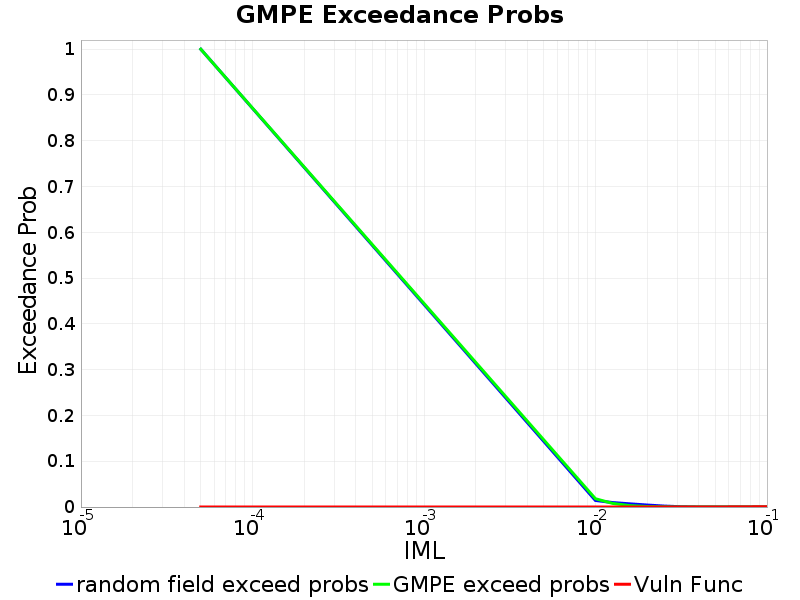 GMPE Exceedance Probs
Exceedance Prob
1
0.9
0.8
0.7
0.6
0.5
0.4
0.3
0.2
0.1
0
10^-5 10^-4 10^-3 10^-2 10^-1
IML
random field exceed probs GMPE exceed probs Vuln Func